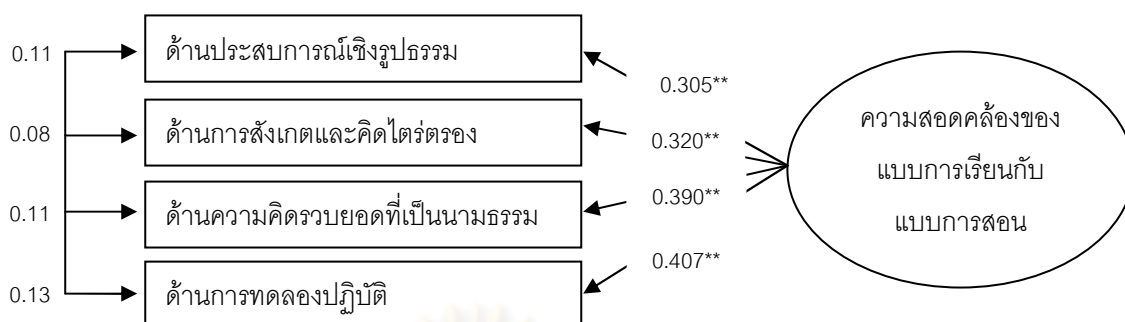 0.11
ด้านประสบการณ์เชิงรูปธรรม
0.305**
0.08
ด้านการสังเกตและคิดไตร่ตรอง
0.320**
0.11
ด้านความคิดรวบยอดที่เป็นนามธรรม
0.390**
0.13
ด้านการทดลองปฏิบัติ
0.407**
ความสอดคล้องของ
แบบการเรียนกับ
แบบการสอน